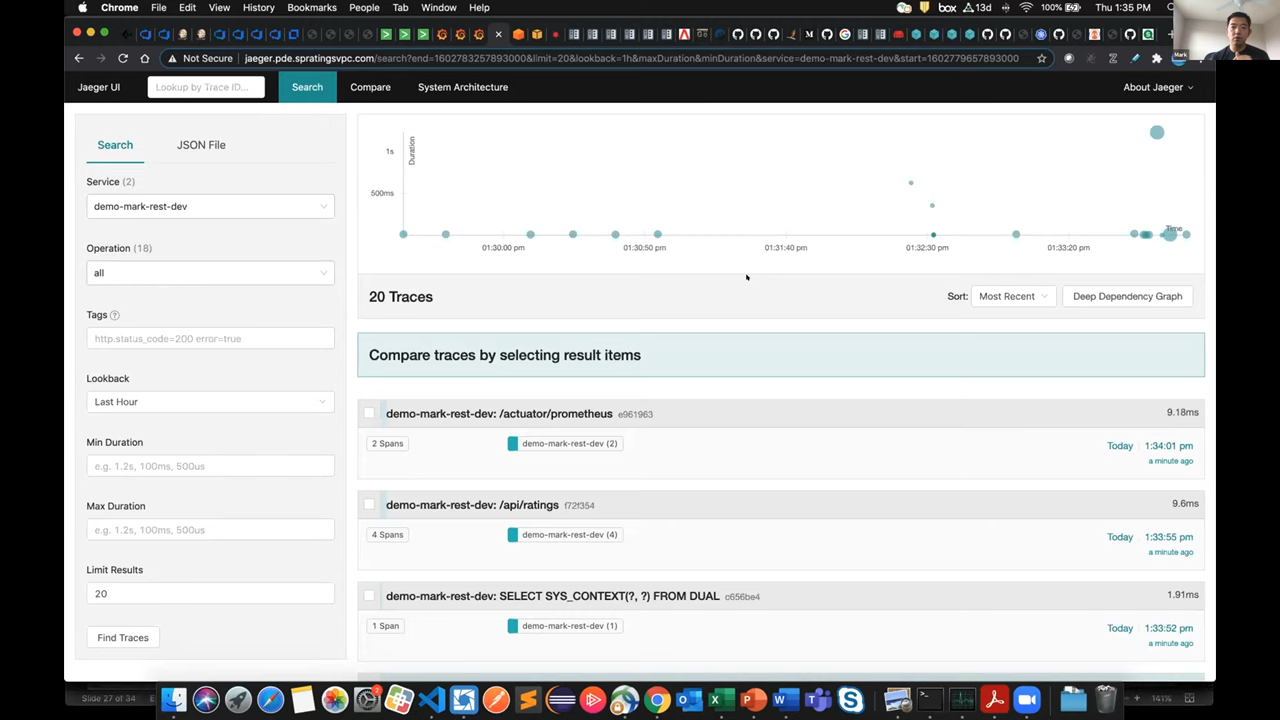 Chrome File Edit View History Bookmarks People Tab Window Help
box 13d 100% Thu 1:35 PM
Mark
Not Secure jaeger.pde.spratingsvpc.com/search?end=1602783257893000&limit=20&lookback=1h&maxDuration&minDuration&service=demo-mark-rest-dev&start=1602779657893000
Jaeger UI Lookup by Trace ID... Search Compare System Architecture About Jaeger
Search JSON File
Service (2)
demo-mark-rest-dev
Operation (18)
all
Tags ?
http.status_code=200 error=true
Lookback
Last Hour
Min Duration
e.g. 1.2s, 100ms, 500us
Max Duration
e.g. 1.2s, 100ms, 500us
Limit Results
20
Find Traces
Duration
1s
500ms
Time
01:30:00 pm 01:30:50 pm 01:31:40 pm 01:32:30 pm 01:33:20 pm
20 Traces Sort: Most Recent Deep Dependency Graph
Compare traces by selecting result items
demo-mark-rest-dev: /actuator/prometheus e961963 9.18ms
2 Spans demo-mark-rest-dev (2) Today 1:34:01 pm
a minute ago
demo-mark-rest-dev: /api/ratings f72f354 9.6ms
4 Spans demo-mark-rest-dev (4) Today 1:33:55 pm
a minute ago
demo-mark-rest-dev: SELECT SYS_CONTEXT(?, ?) FROM DUAL c656be4 1.91ms
1 Span demo-mark-rest-dev (1) Today 1:33:52 pm
a minute ago
Slide 27 of 34 141%